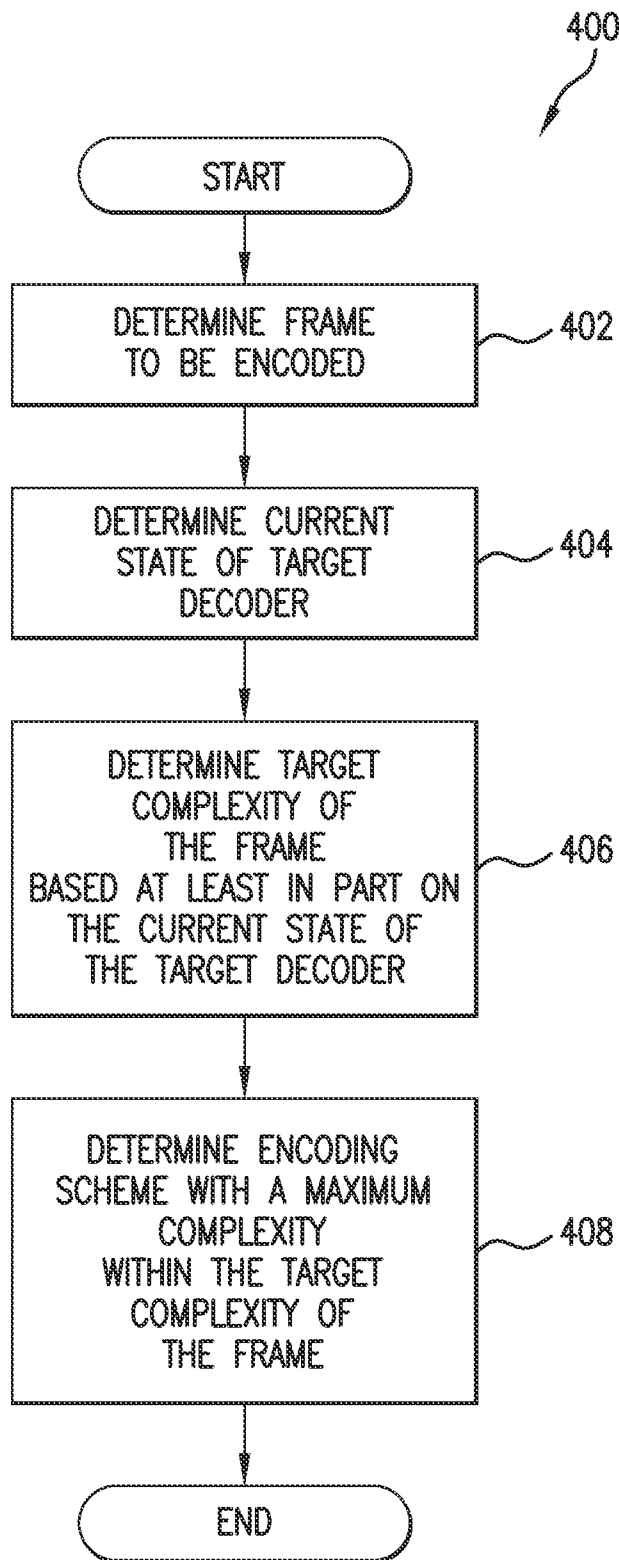 400
START
DETERMINE FRAME
TO BE ENCODED
402
DETERMINE CURRENT
STATE OF TARGET
DECODER
404
DETERMINE TARGET
COMPLEXITY OF
THE FRAME
BASED AT LEAST IN PART ON
THE CURRENT STATE OF
THE TARGET DECODER
406
DETERMINE ENCODING
SCHEME WITH A MAXIMUM
COMPLEXITY
WITHIN THE TARGET
COMPLEXITY OF
THE FRAME
408
END